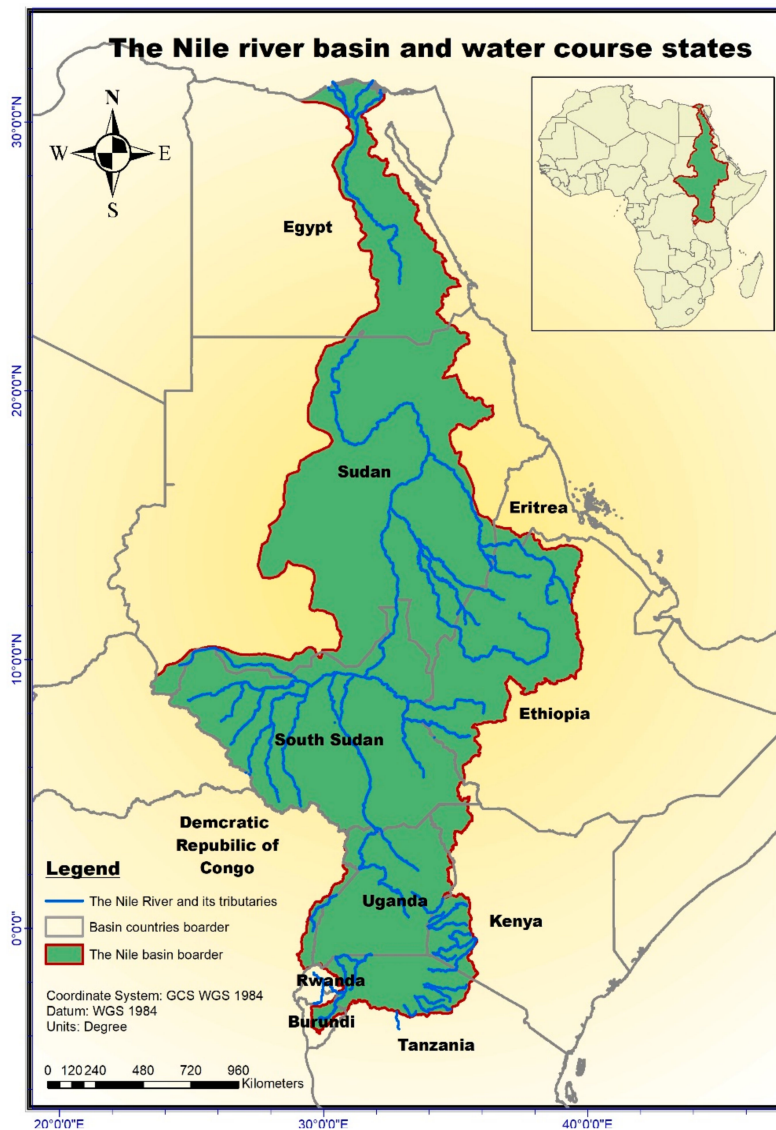 The Nile river basin and water course states
N
W
E
S
30°0'0"N
20°0'0"N
10°0'0"N
0°0'0"
Egypt
Sudan
Eritrea
Ethiopia
South Sudan
Demcratic
Republic of
Congo
Uganda
Kenya
Rwanda
Burundi
Tanzania
Legend
The Nile River and its tributaries
Basin countries boarder
The Nile basin boarder
Coordinate System: GCS WGS 1984
Datum: WGS 1984
Units: Degree
0 120 240 480 720 960
Kilometers
20°0'0"E
30°0'0"E
40°0'0"E